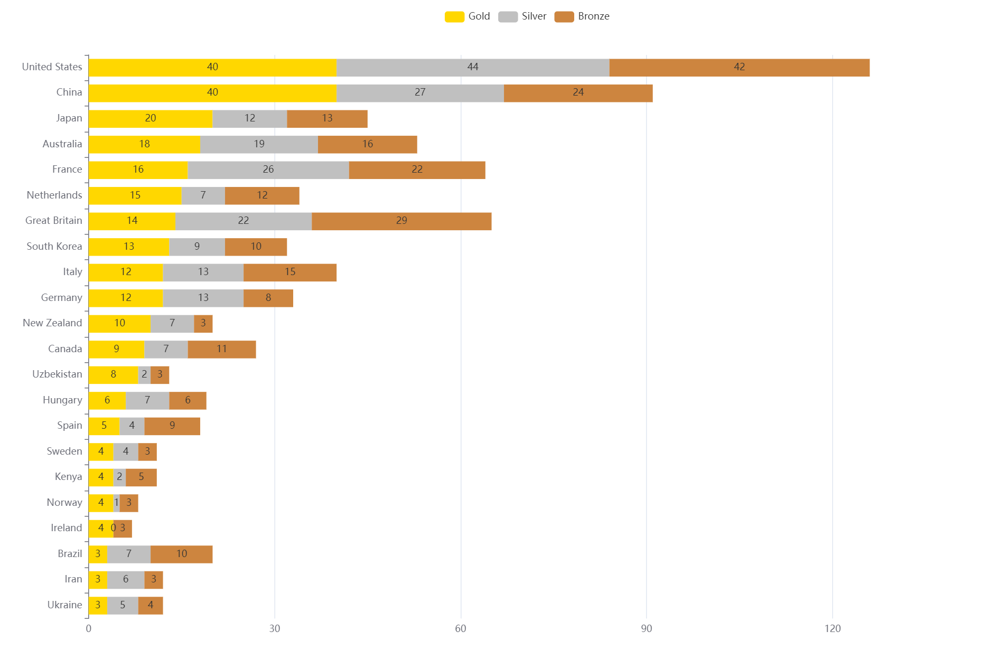 Gold Silver Bronze
United States 40 44 42
China 40 27 24
Japan 20 12 13
Australia 18 19 16
France 16 26 22
Netherlands 15 7 12
Great Britain 14 22 29
South Korea 13 9 10
Italy 12 13 15
Germany 12 13 8
New Zealand 10 7 3
Canada 9 7 11
Uzbekistan 8 2 3
Hungary 6 7 6
Spain 5 4 9
Sweden 4 4 3
Kenya 4 2 5
Norway 4 1 3
Ireland 4 0 3
Brazil 3 7 10
Iran 3 6 3
Ukraine 3 5 4
0 30 60 90 120